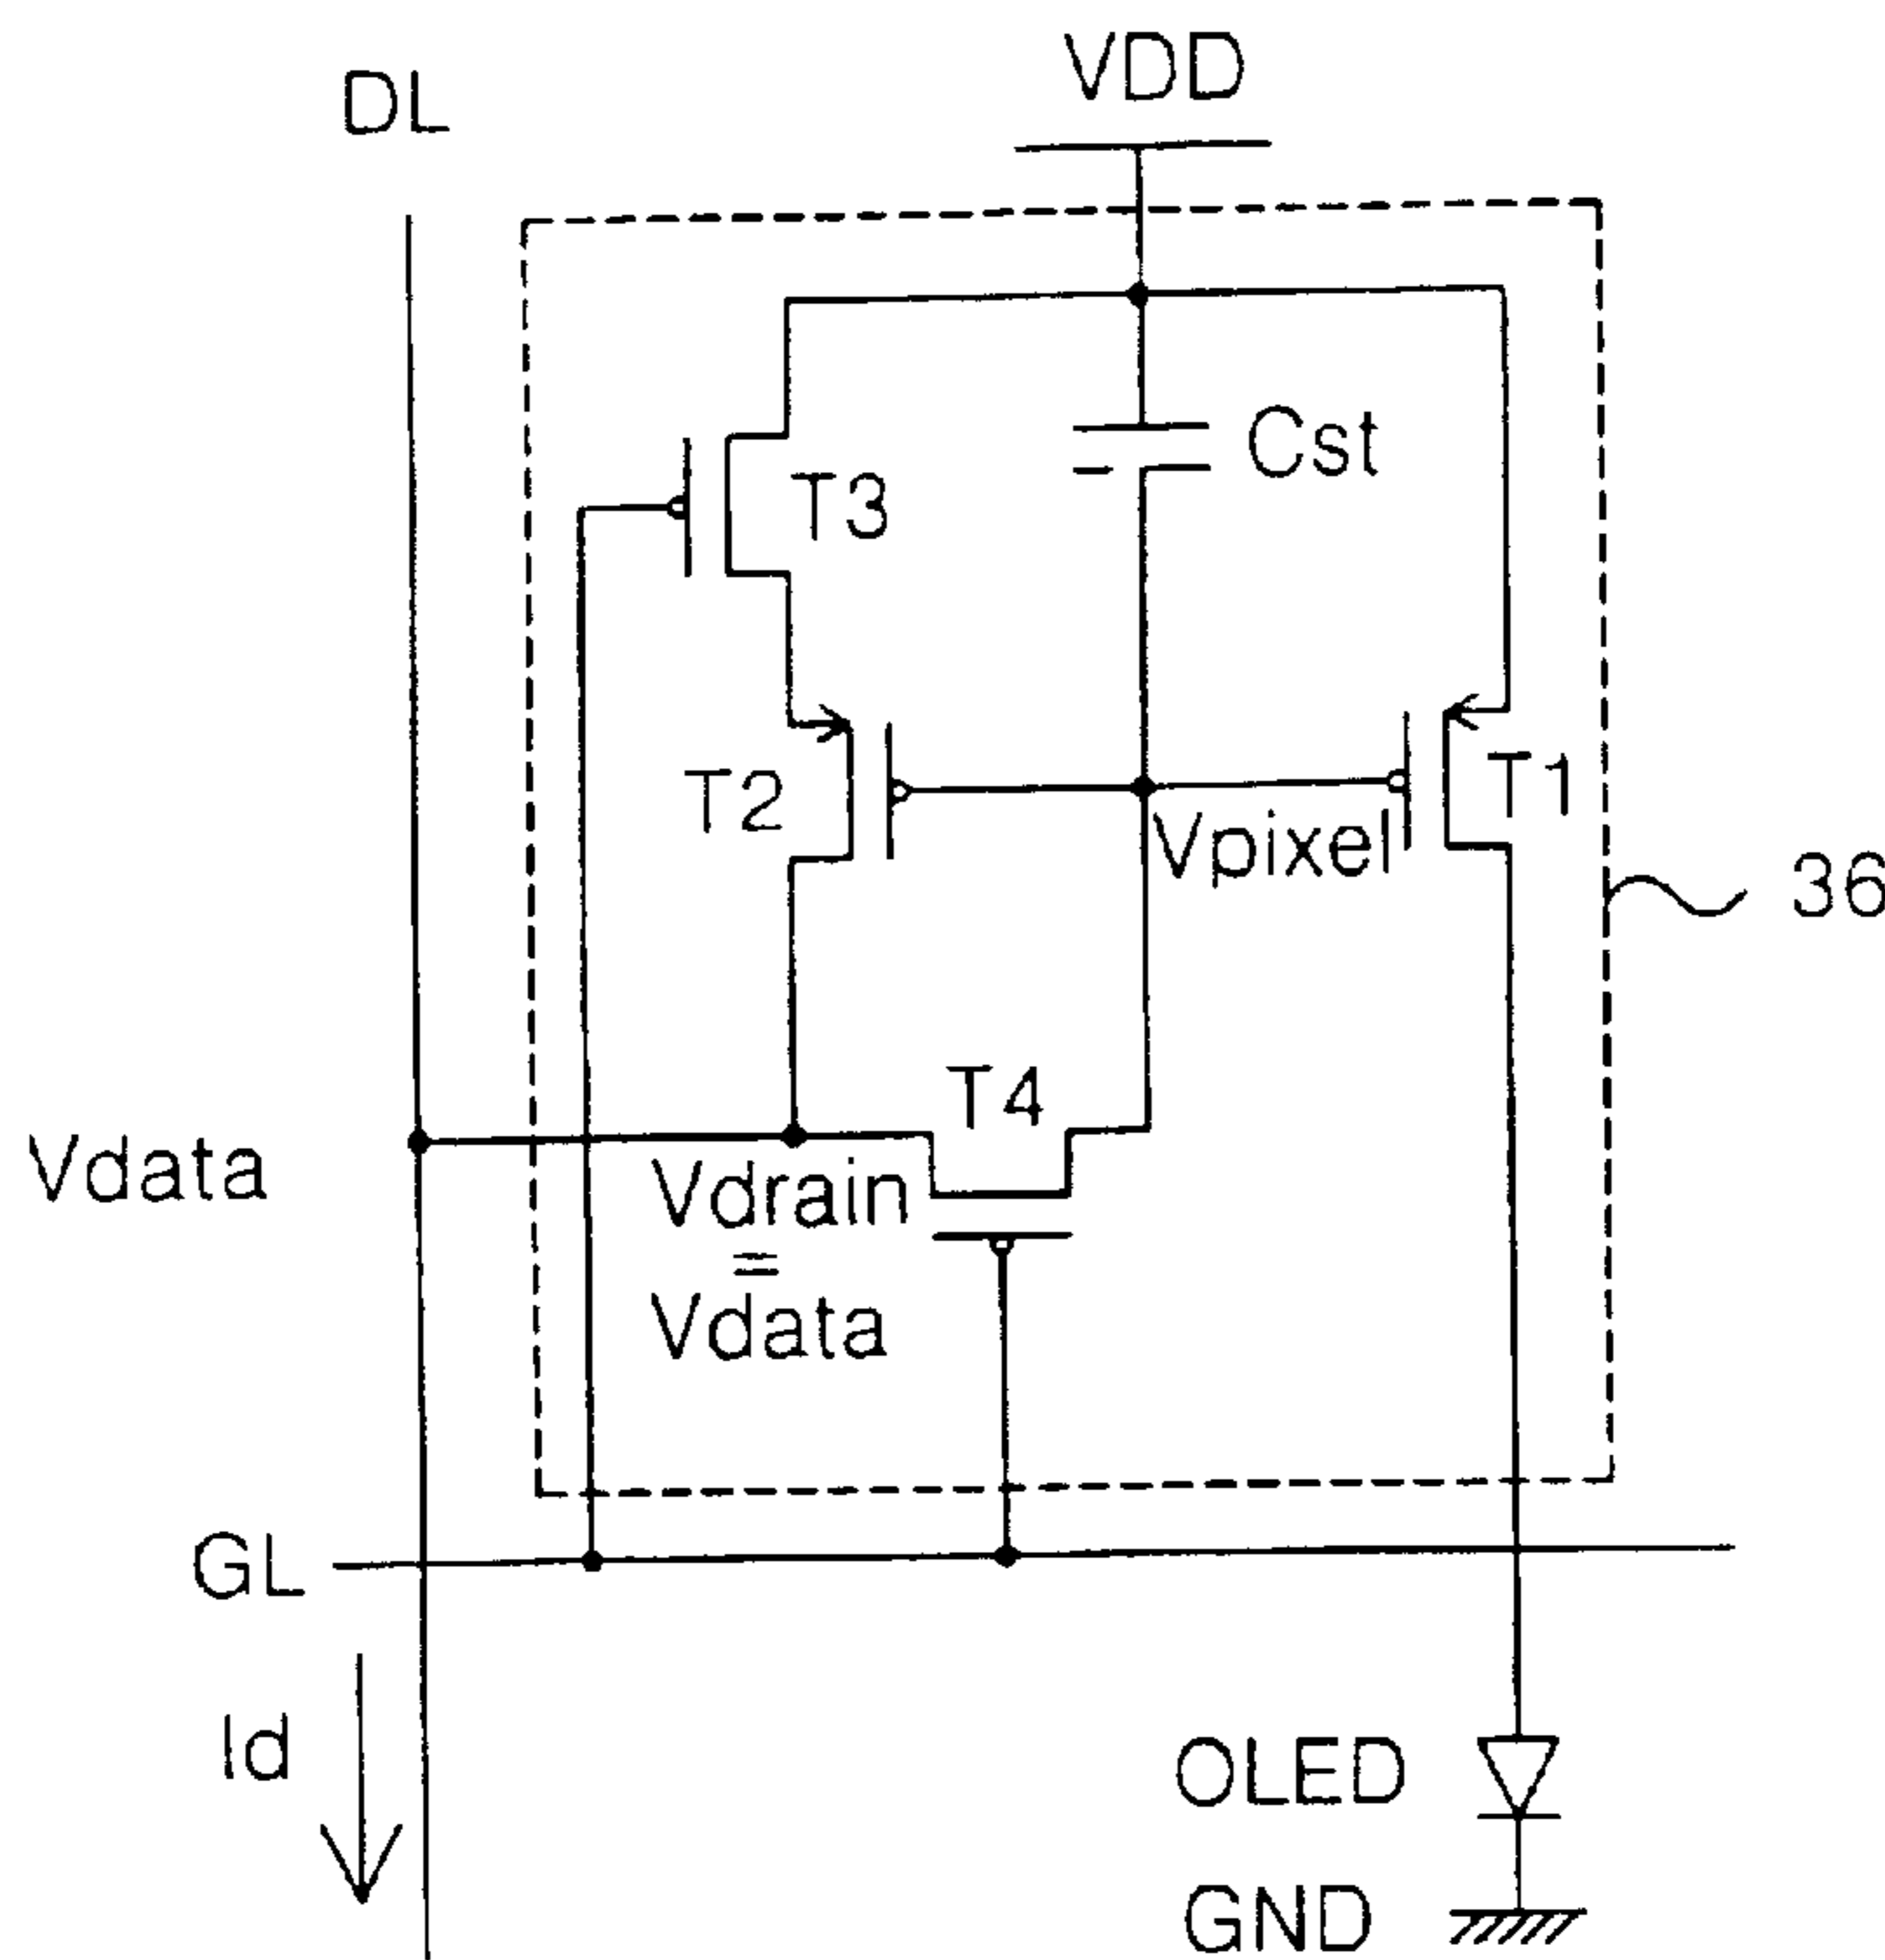 VDD
DL
Cst
T3
T2
T1
Vpixel
36
T4
Vdata
Vdrain
=
Vdata
GL
Id
OLED
GND